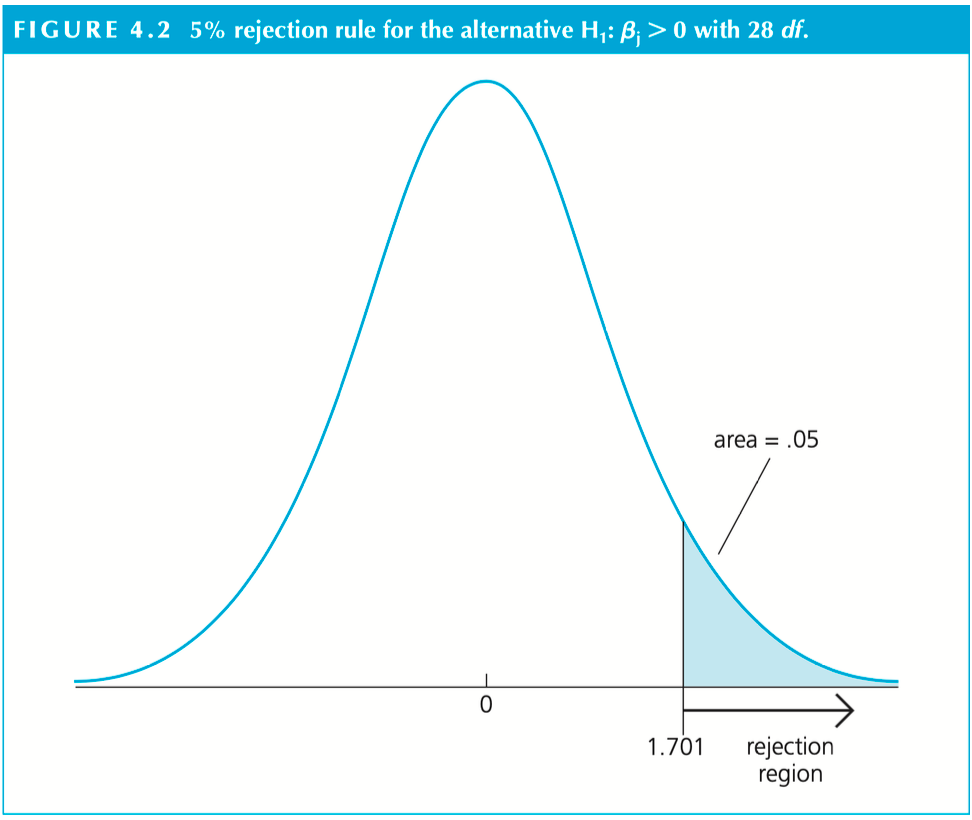 FIGURE 4.2 5% rejection rule for the alternative H₁: βⱼ > 0 with 28 df.
area = .05
0
1.701
rejection
region